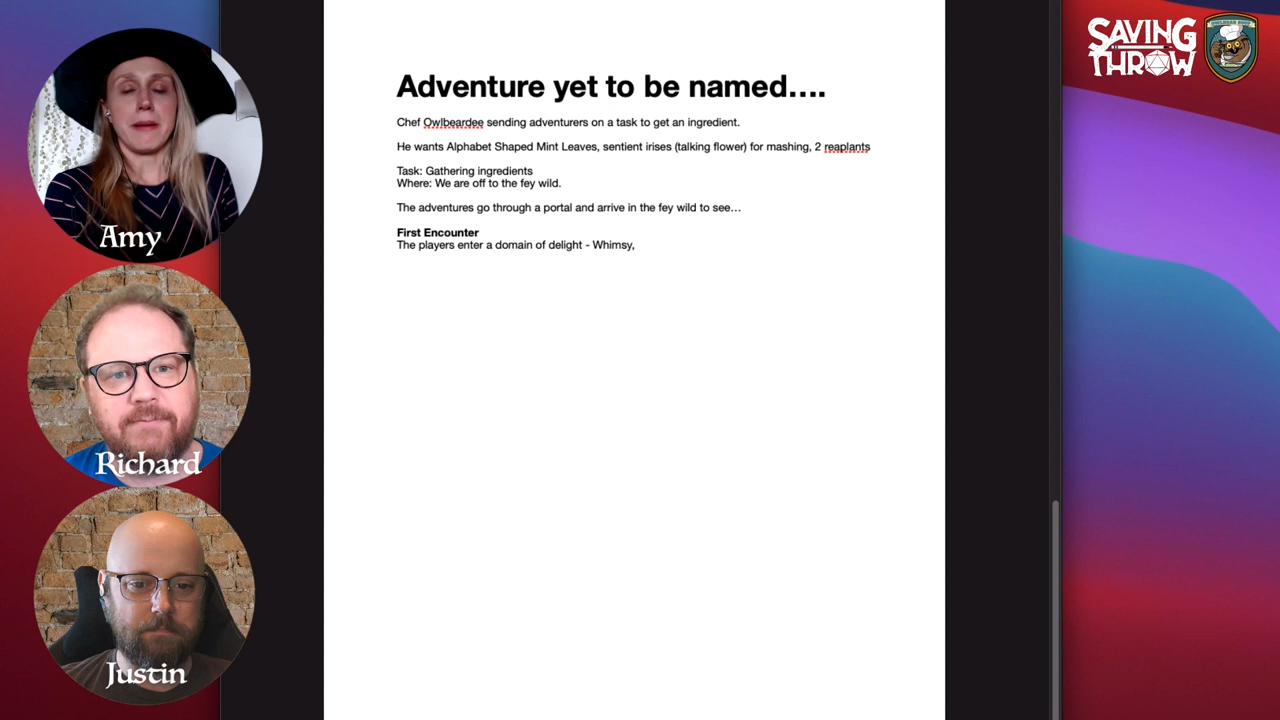 SAVING
THROW
Adventure yet to be named....
Chef Owlbeardee sending adventurers on a task to get an ingredient.
He wants Alphabet Shaped Mint Leaves, sentient irises (talking flower) for mashing, 2 reaplants
Task: Gathering ingredients
Where: We are off to the fey wild.
The adventures go through a portal and arrive in the fey wild to see…
First Encounter
The players enter a domain of delight - Whimsy,
Amy
Richard
Justin